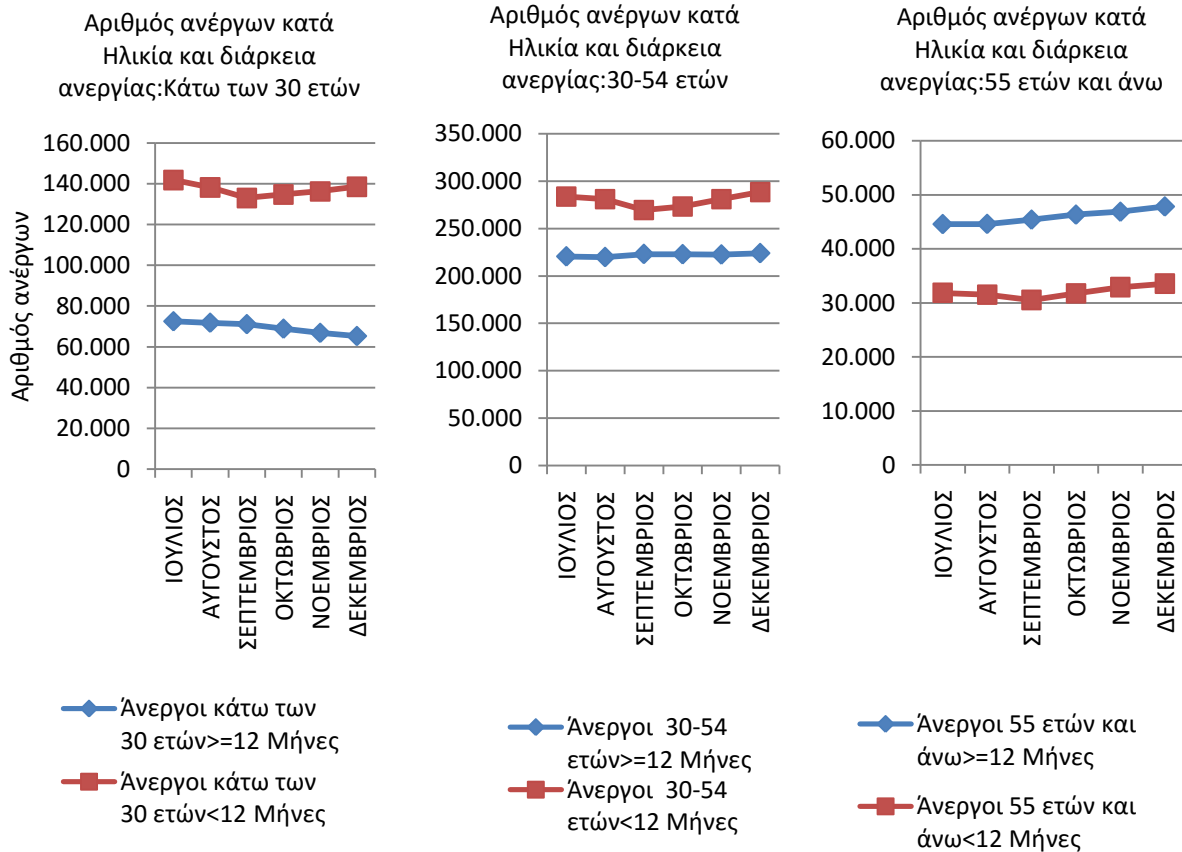 Αριθμός ανέργων κατά
Ηλικία και διάρκεια
ανεργίας:Κάτω των 30 ετών
160.000
140.000
120.000
100.000
80.000
60.000
40.000
20.000
0
Αριθμός ανέργων
ΙΟΥΛΙΟΣ
ΑΥΓΟΥΣΤΟΣ
ΣΕΠΤΕΜΒΡΙΟΣ
ΟΚΤΩΒΡΙΟΣ
ΝΟΕΜΒΡΙΟΣ
ΔΕΚΕΜΒΡΙΟΣ
Άνεργοι κάτω των
30 ετών>=12 Μήνες
Άνεργοι κάτω των
30 ετών<12 Μήνες
Αριθμός ανέργων κατά
Ηλικία και διάρκεια
ανεργίας:30-54 ετών
350.000
300.000
250.000
200.000
150.000
100.000
50.000
0
ΙΟΥΛΙΟΣ
ΑΥΓΟΥΣΤΟΣ
ΣΕΠΤΕΜΒΡΙΟΣ
ΟΚΤΩΒΡΙΟΣ
ΝΟΕΜΒΡΙΟΣ
ΔΕΚΕΜΒΡΙΟΣ
Άνεργοι 30-54
ετών>=12 Μήνες
Άνεργοι 30-54
ετών<12 Μήνες
Αριθμός ανέργων κατά
Ηλικία και διάρκεια
ανεργίας:55 ετών και άνω
60.000
50.000
40.000
30.000
20.000
10.000
0
ΙΟΥΛΙΟΣ
ΑΥΓΟΥΣΤΟΣ
ΣΕΠΤΕΜΒΡΙΟΣ
ΟΚΤΩΒΡΙΟΣ
ΝΟΕΜΒΡΙΟΣ
ΔΕΚΕΜΒΡΙΟΣ
Άνεργοι 55 ετών και
άνω>=12 Μήνες
Άνεργοι 55 ετών και
άνω<12 Μήνες